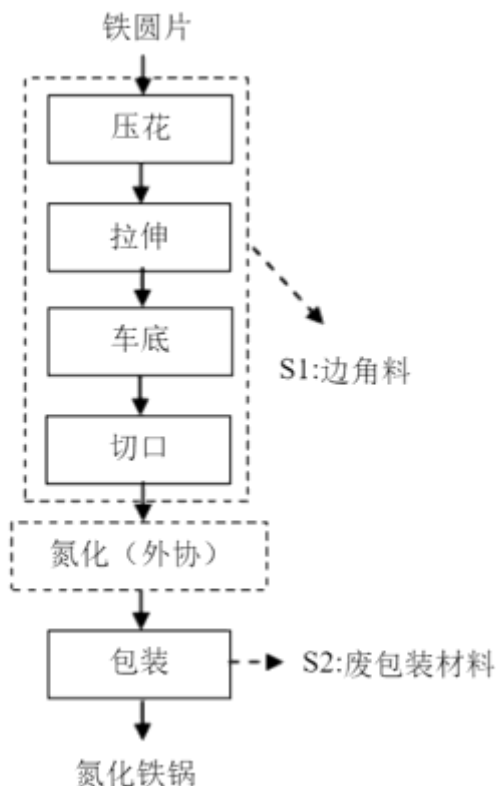 铁圆片
压花
拉伸
车底
S1:边角料
切口
氮化（外协）
包装
S2:废包装材料
氮化铁锅